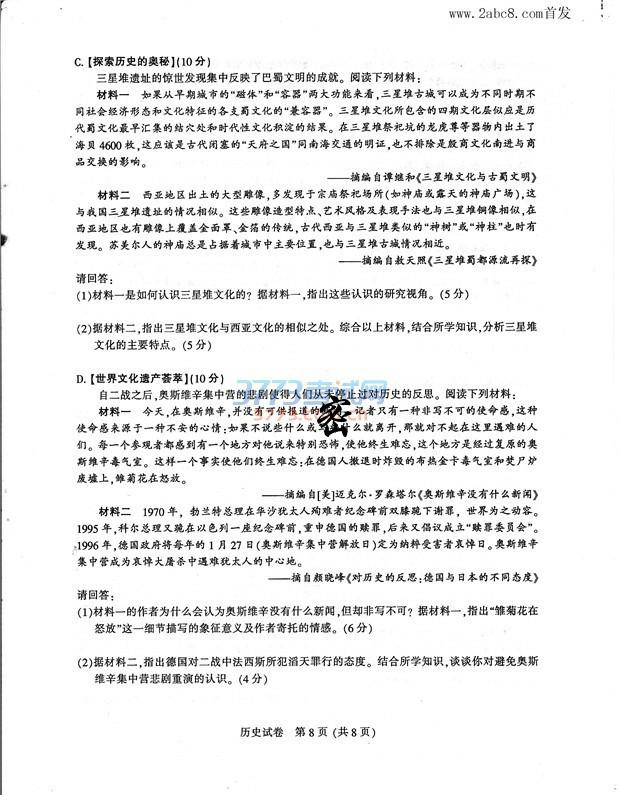 www.2abc8.com首发
C.【探索历史的奥秘】(10分)
三星堆遗址的惊世发现集中反映了巴蜀文明的成就。阅读下列材料:
材料一 如果从早期城市的“磁体”和“容器”两大功能来看,三星堆古城可以成为不同时期不
同社会经济形态和文化特征的各支蜀文化的“兼容器”。三星堆文化所包含的四期文化层似应是历
代蜀文化最早汇集的结穴处和时代性文化积淀的结果。在三星堆祭祀坑的龙虎尊等器物内出土了
海贝4600枚,这应该是古代闭塞的“天府之国”同南海交通的明证,也不排除是殷商文化南进与商
品交换的影响。
——摘编自谭继和《三星堆文化与古蜀文明》
材料二 西亚地区出土的大型雕像,多发现于宗庙祭祀场所(如神庙或露天的神庙广场),这
与我国三星堆遗址的情况相似。这些雕像造型特点、艺术风格及表现手法也与三星堆铜像相似,在
西亚地区也有雕像上覆盖金面罩、金箔的传统,古代西亚与三星堆类似的“神树”或“神柱”也时有
发现。苏美尔人的神庙总是占据着城市中主要位置,也与三星堆古城情况相近。
——摘编自敖天照《三星堆蜀都源流再探》
请回答:
(1)材料一是如何认识三星堆文化的?据材料一,指出这些认识的研究视角。(5分)
(2)据材料二,指出三星堆文化与西亚文化的相似之处。综合以上材料,结合所学知识,分析三星堆
文化的主要特点。(5分)
D.【世界文化遗产荟萃】(10分)
自二战之后,奥斯维辛集中营的悲剧使得人们从未停止过对历史的反思。阅读下列材料:
材料一 今天,在奥斯维辛,并没有可供报道的 记者只有一种非写不可的使命感,这种
使命感来源于一种不安的心情:如果不说些什么或 什么就离开,那就对不起在这里遇难的人
们。每一个参观者都感到有一个地方对他说来特别恐怖,使他终生难忘,这个地方是经过复原的奥
斯维辛毒气室。这样一个事实使他们终生难忘:在德国人撤退时炸毁的布热金卡毒气室和焚尸炉
废墟上,雏菊花在怒放。
——摘编自[美]迈克尔·罗森塔尔《奥斯维辛没有什么新闻》
材料二 1970年,勃兰特总理在华沙犹太人殉难者纪念碑前双膝跪下谢罪,世界为之动容。
1995年,科尔总理又跪在以色列一座纪念碑前,重申德国的赎罪,后来又倡议成立“赎罪委员会”。
1996年,德国政府将每年的1月27日(奥斯维辛集中营解放日)定为纳粹受害者哀悼日。奥斯维辛
集中营成为哀悼大屠杀中遇难犹太人的中心地。
——摘自颜晓峰《对历史的反思:德国与日本的不同态度》
请回答:
(1)材料一的作者为什么会认为奥斯维辛没有什么新闻,但却非写不可?据材料一,指出“雏菊花在
怒放”这一细节描写的象征意义及作者寄托的情感。(6分)
(2)据材料二,指出德国对二战中法西斯所犯滔天罪行的态度。结合所学知识,谈谈你对避免奥斯
维辛集中营悲剧重演的认识。(4分)
3773考试网
密
历史试卷 第8页(共8页)